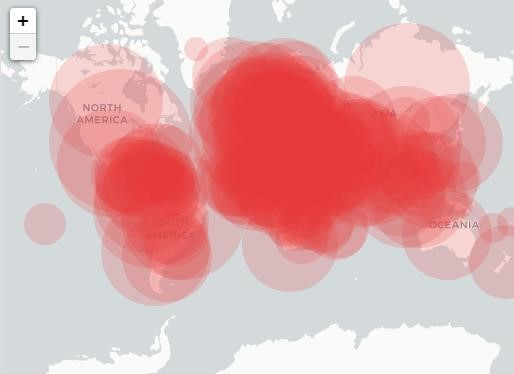 +
−
NORTH
AMERICA
ASIA
SOUTH
AMERICA
OCEANIA